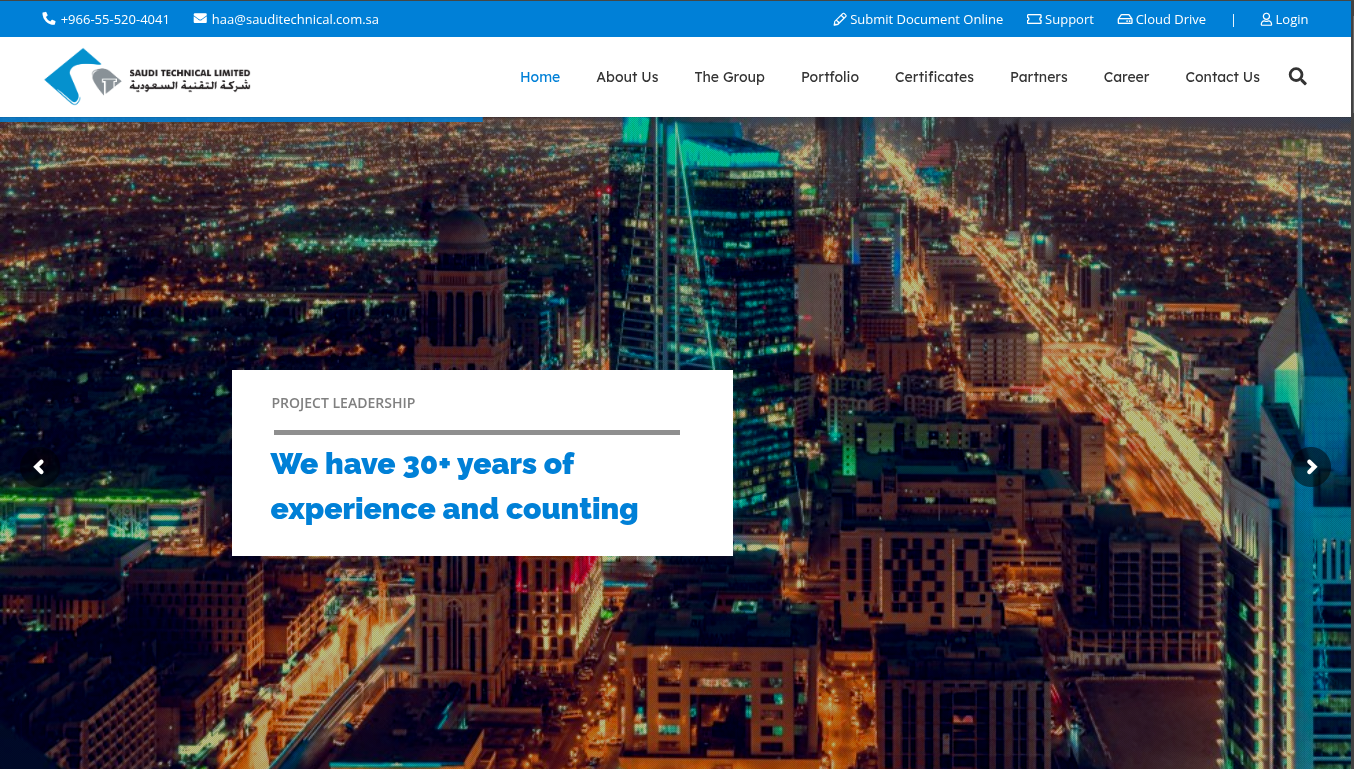 +966-55-520-4041
haa@sauditechnical.com.sa
Submit Document Online
Support
Cloud Drive
Login
SAUDI TECHNICAL LIMITED
شركة التقنية السعودية
Home
About Us
The Group
Portfolio
Certificates
Partners
Career
Contact Us
PROJECT LEADERSHIP
We have 30+ years of
experience and counting